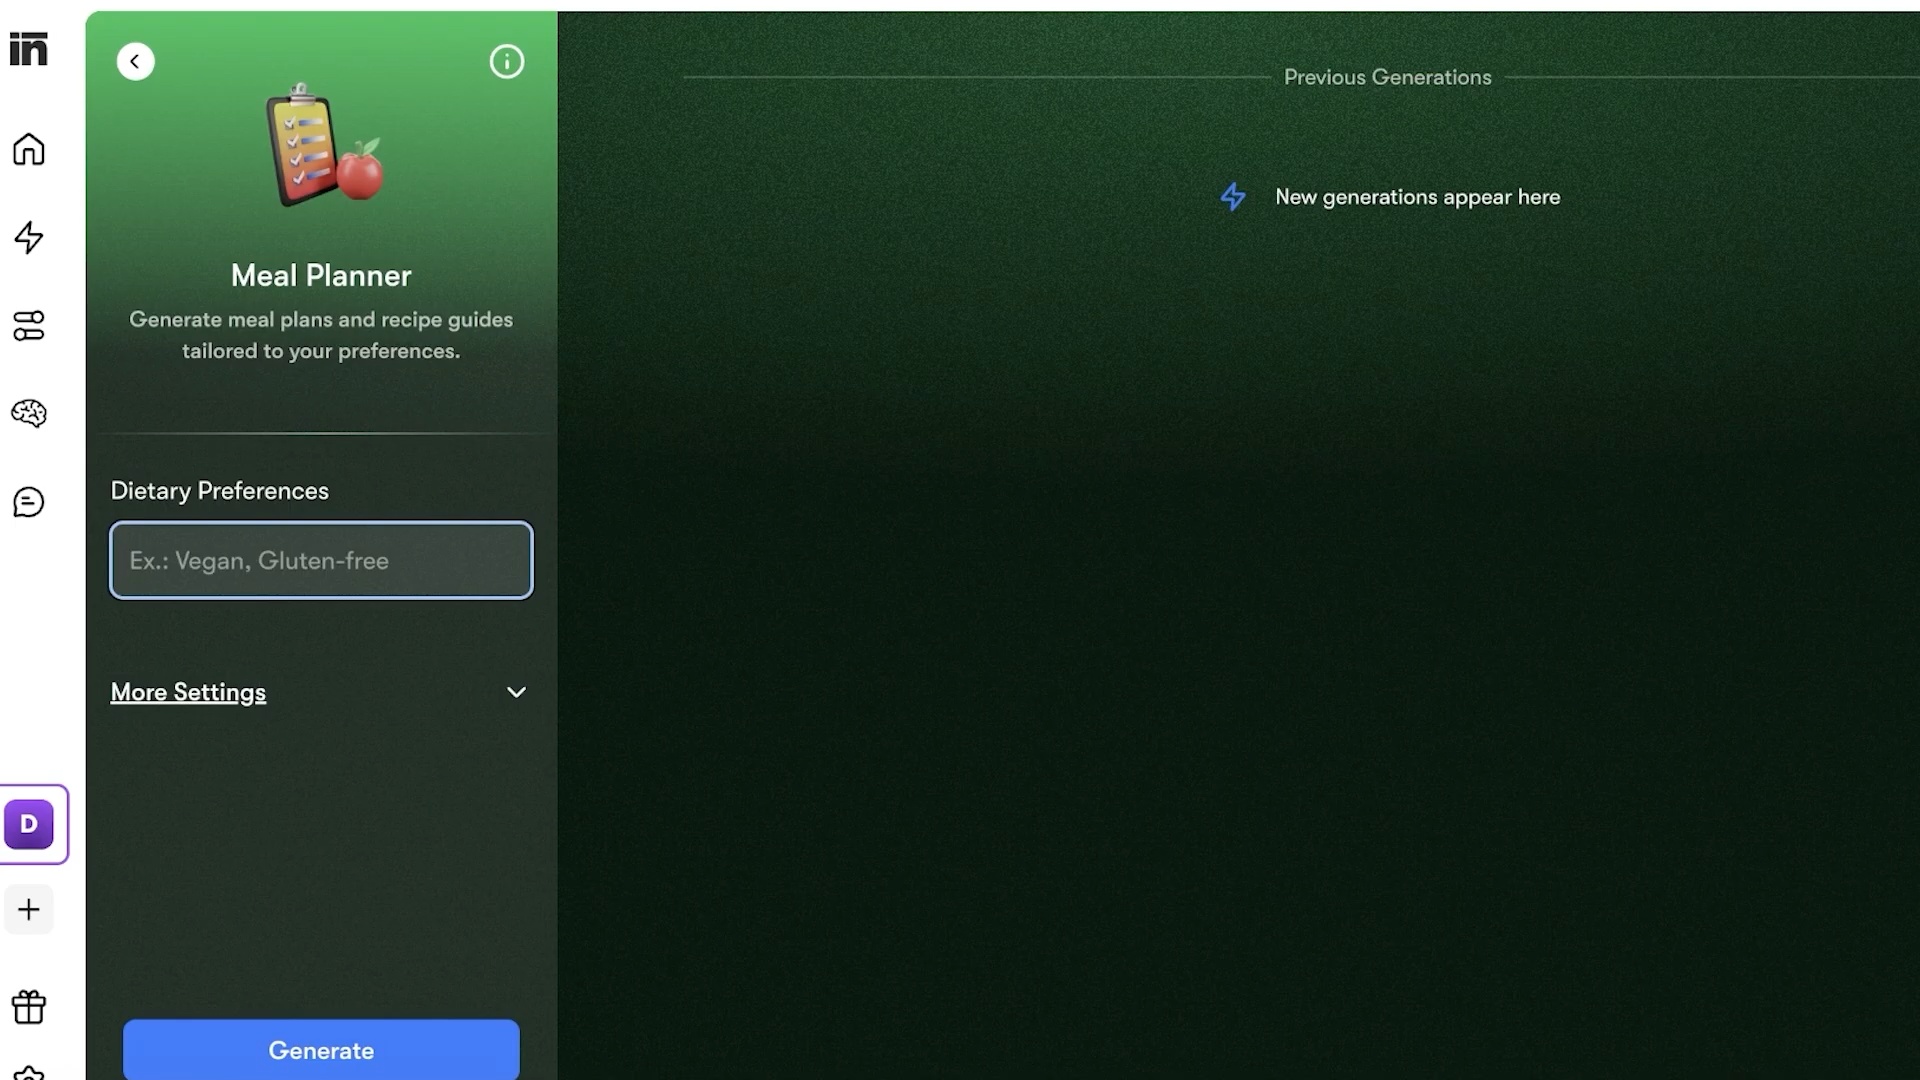 in
Meal Planner
Generate meal plans and recipe guides
tailored to your preferences.
Dietary Preferences
Ex.: Vegan, Gluten-free
More Settings
D
Generate
Previous Generations
New generations appear here